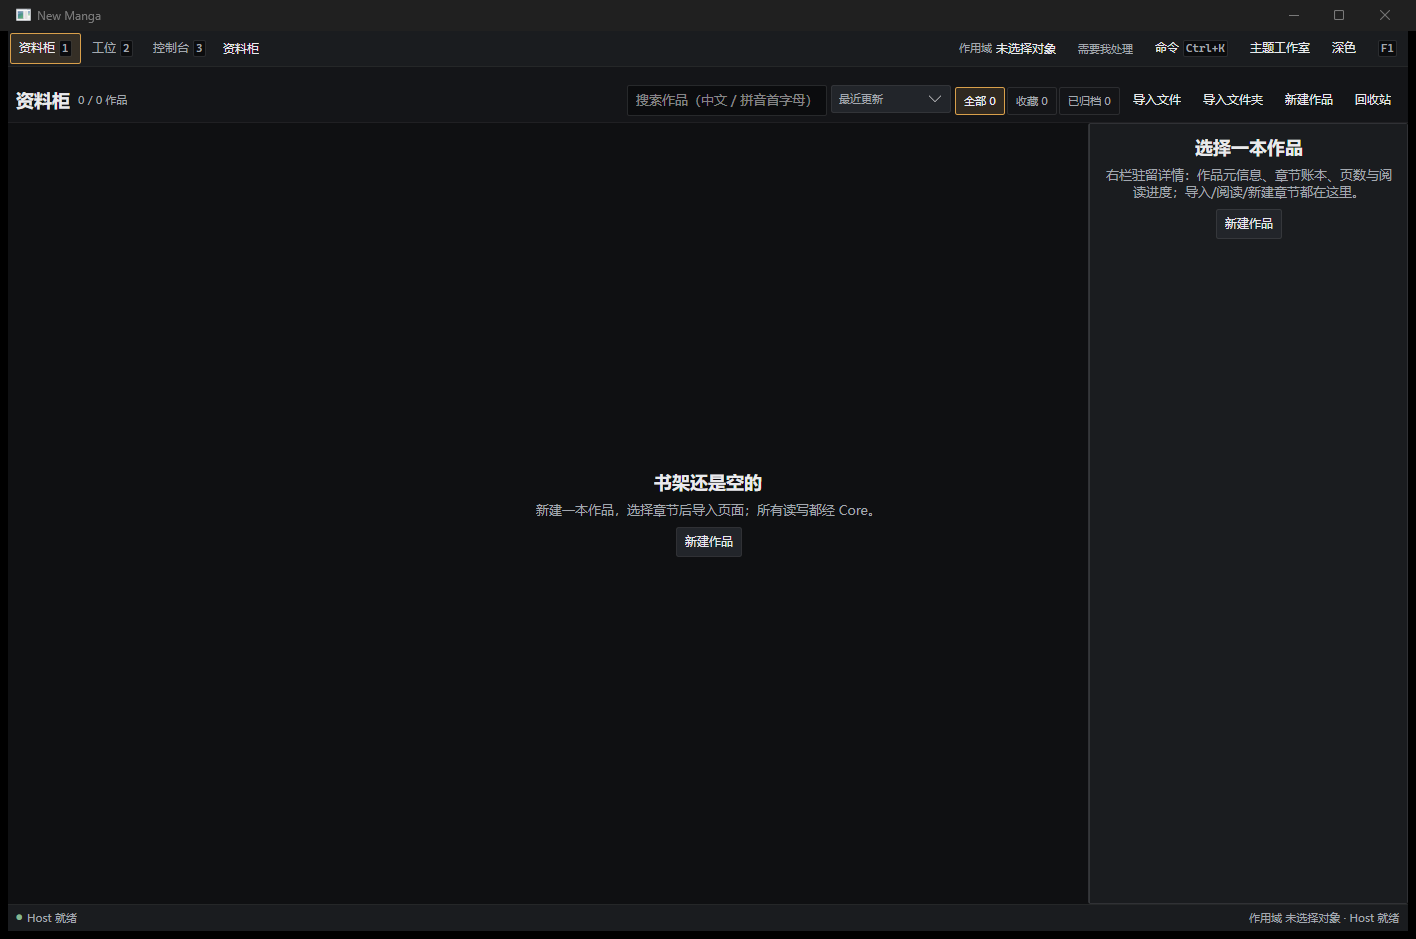 New Manga
资料柜 1 工位 2 控制台 3 资料柜 作用域 未选择对象 需要我处理 命令 Ctrl+K 主题工作室 深色 F1
资料柜 0 / 0 作品 搜索作品（中文 / 拼音首字母） 最近更新 全部 0 收藏 0 已归档 0 导入文件 导入文件夹 新建作品 回收站
选择一本作品
右栏驻留详情：作品元信息、章节账本、页数与阅
读进度；导入/阅读/新建章节都在这里。
新建作品
书架还是空的
新建一本作品，选择章节后导入页面；所有读写都经 Core。
新建作品
Host 就绪 作用域 未选择对象 · Host 就绪